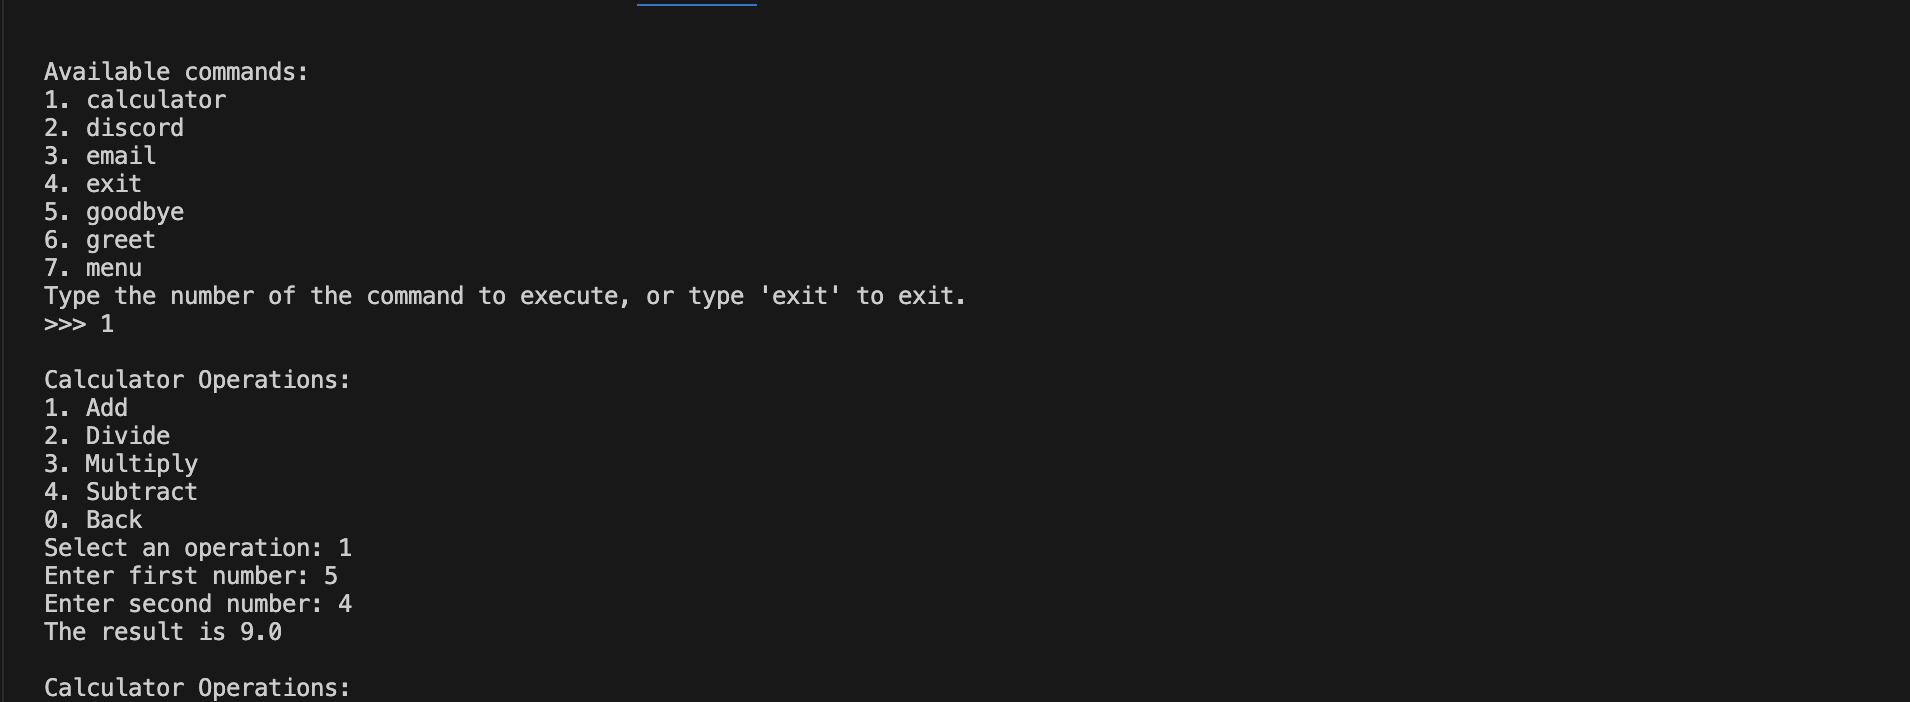 Available commands:
1. calculator
2. discord
3. email
4. exit
5. goodbye
6. greet
7. menu
Type the number of the command to execute, or type 'exit' to exit.
>>> 1
Calculator Operations:
1. Add
2. Divide
3. Multiply
4. Subtract
0. Back
Select an operation: 1
Enter first number: 5
Enter second number: 4
The result is 9.0
Calculator Operations: